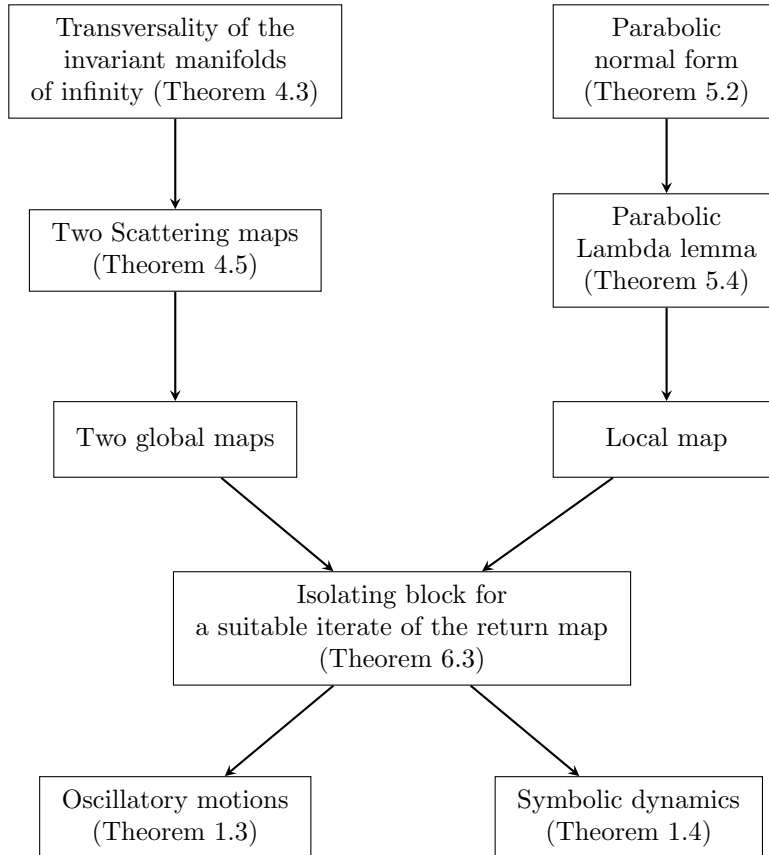 Transversality of the
invariant manifolds
of infinity (Theorem 4.3)
Parabolic
normal form
(Theorem 5.2)
Two Scattering maps
(Theorem 4.5)
Parabolic
Lambda lemma
(Theorem 5.4)
Two global maps
Local map
Isolating block for
a suitable iterate of the return map
(Theorem 6.3)
Oscillatory motions
(Theorem 1.3)
Symbolic dynamics
(Theorem 1.4)